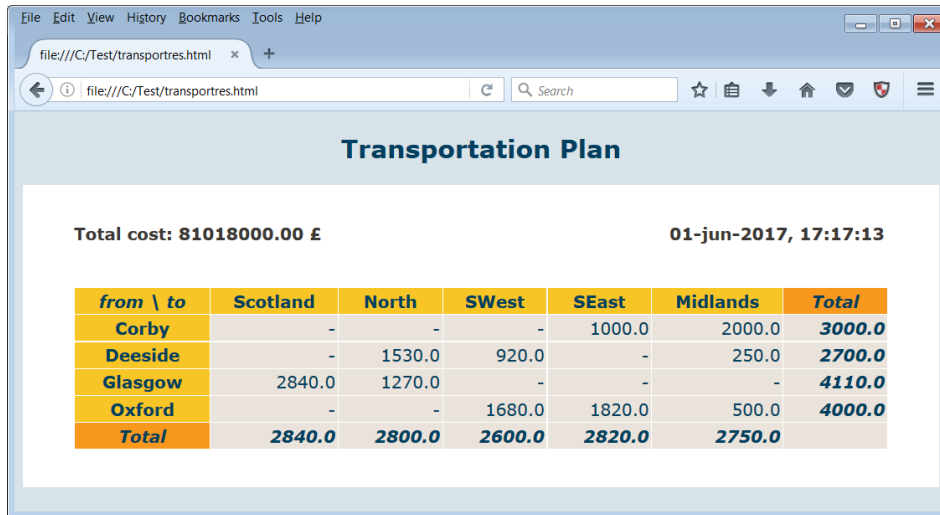 File Edit View History Bookmarks Tools Help
file:///C:/Test/transportres.html × +
file:///C:/Test/transportres.html Search
Transportation Plan
Total cost: 81018000.00 £ 01-jun-2017, 17:17:13
from \ to Scotland North SWest SEast Midlands Total
Corby - - - 1000.0 2000.0 3000.0
Deeside - 1530.0 920.0 - 250.0 2700.0
Glasgow 2840.0 1270.0 - - - 4110.0
Oxford - - 1680.0 1820.0 500.0 4000.0
Total 2840.0 2800.0 2600.0 2820.0 2750.0